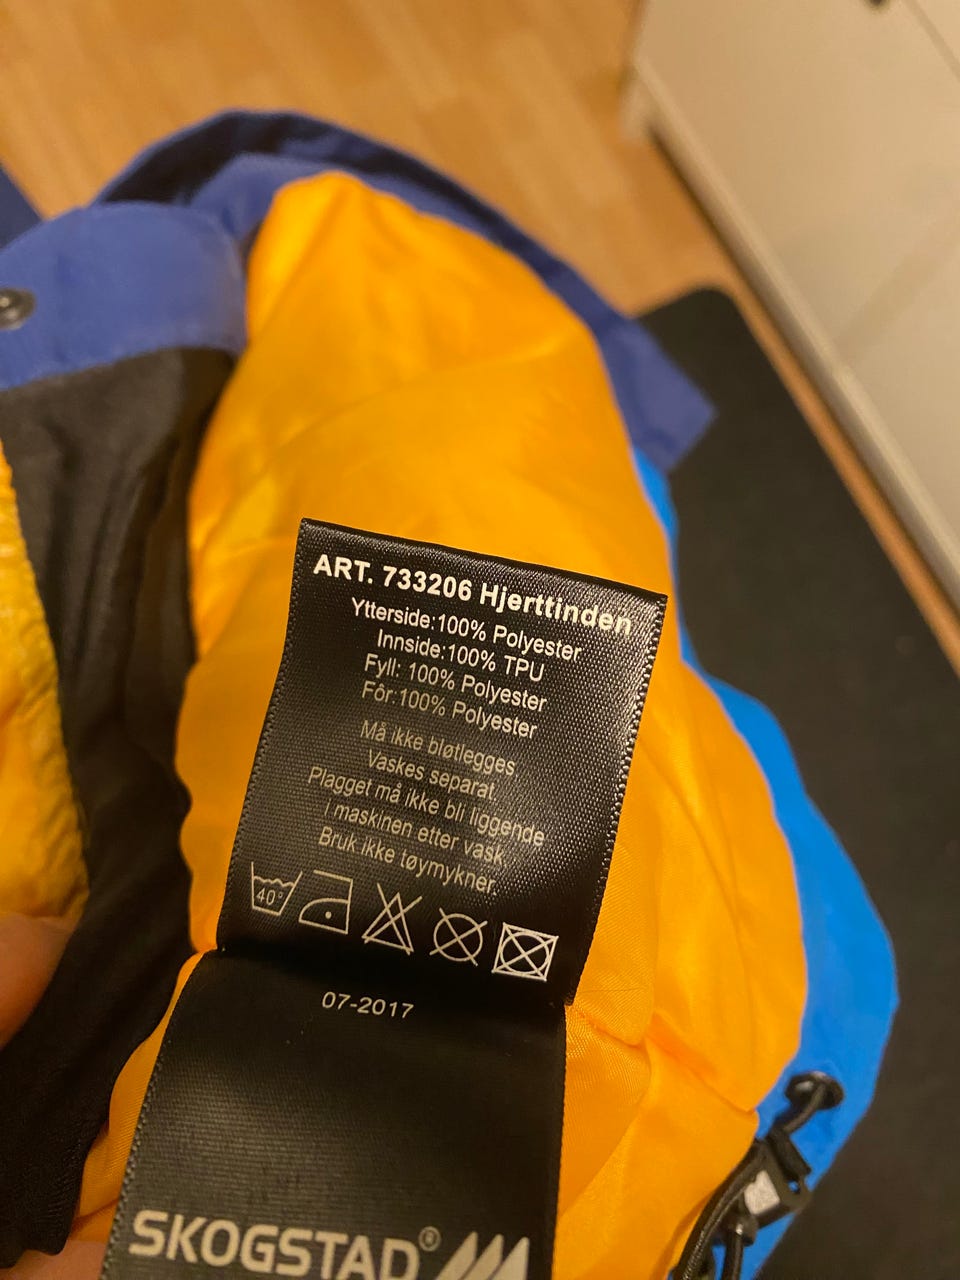 ART. 733206 Hjerttinden
Ytterside:100% Polyester
Innside:100% TPU
Fyll: 100% Polyester
Fôr:100% Polyester
Må ikke bløtlegges
Vaskes separat.
Plagget må ikke bli liggende
i maskinen etter vask
Bruk ikke tøymykner
40°
07-2017
SKOGSTAD®